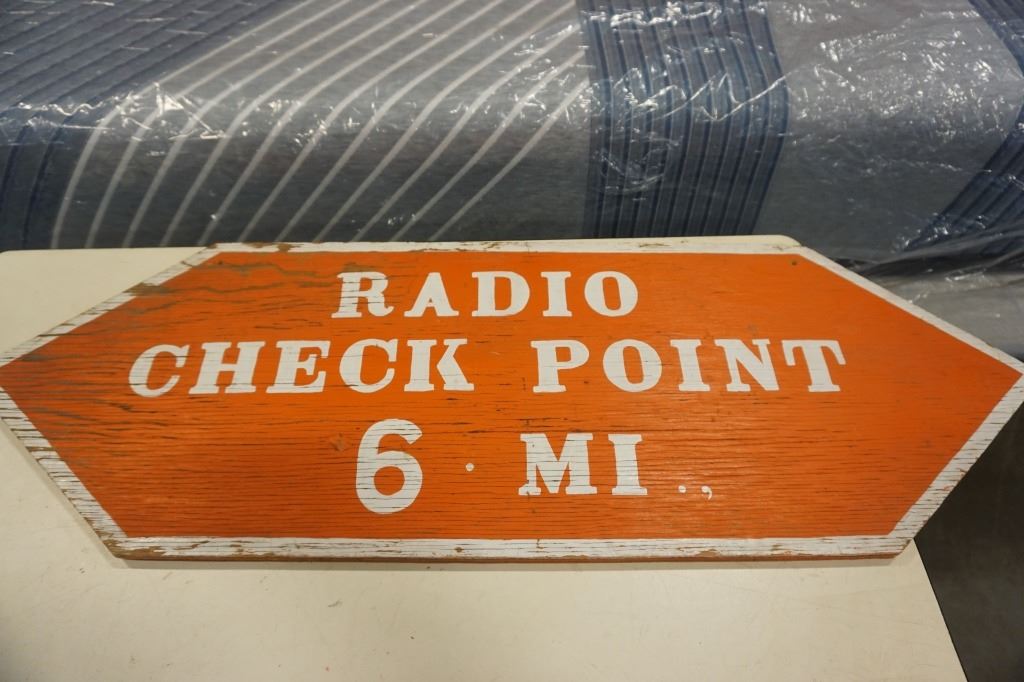 RADIO
CHECK POINT
6 · MI .,